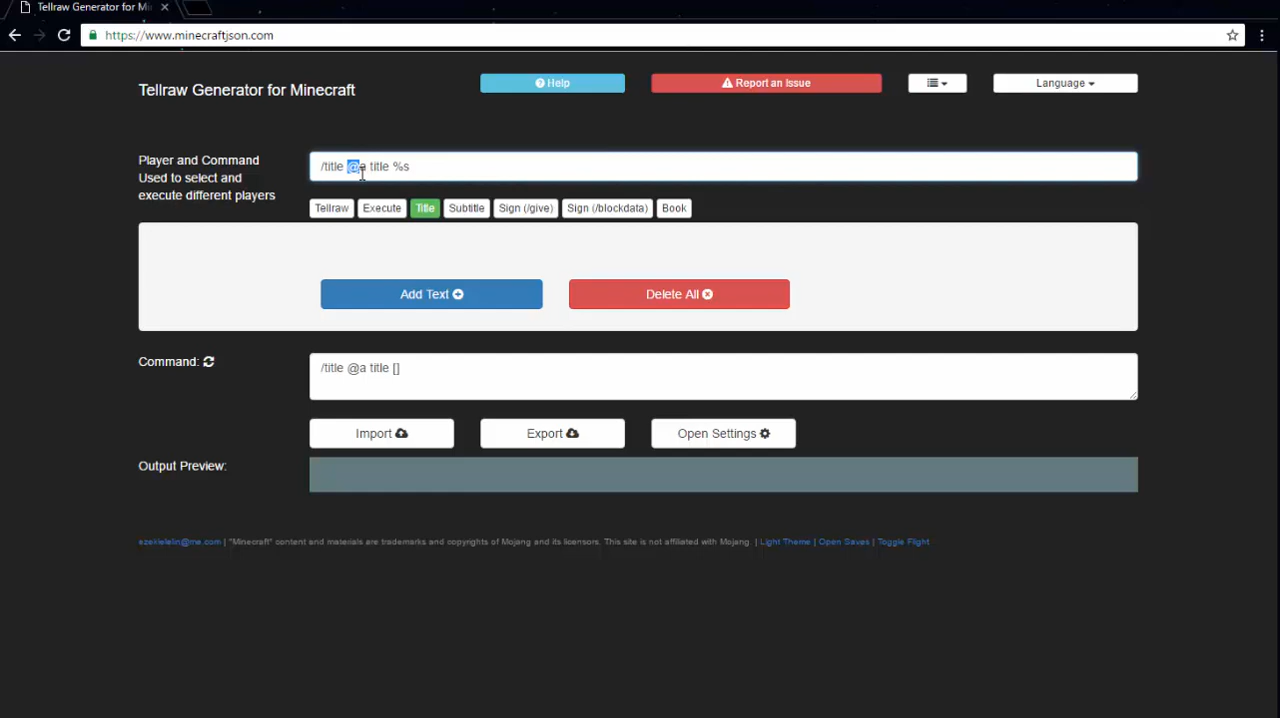 Tellraw Generator for Mi
https://www.minecraftjson.com
Tellraw Generator for Minecraft
Help
Report an Issue
Language
Player and Command
Used to select and
execute different players
/title @a title %s
Tellraw
Execute
Title
Subtitle
Sign (/give)
Sign (/blockdata)
Book
Add Text
Delete All
Command:
/title @a title []
Import
Export
Open Settings
Output Preview:
ezekielelin@me.com | "Minecraft" content and materials are trademarks and copyrights of Mojang and its licensors. This site is not affiliated with Mojang. | Light Theme | Open Saves | Toggle Flight